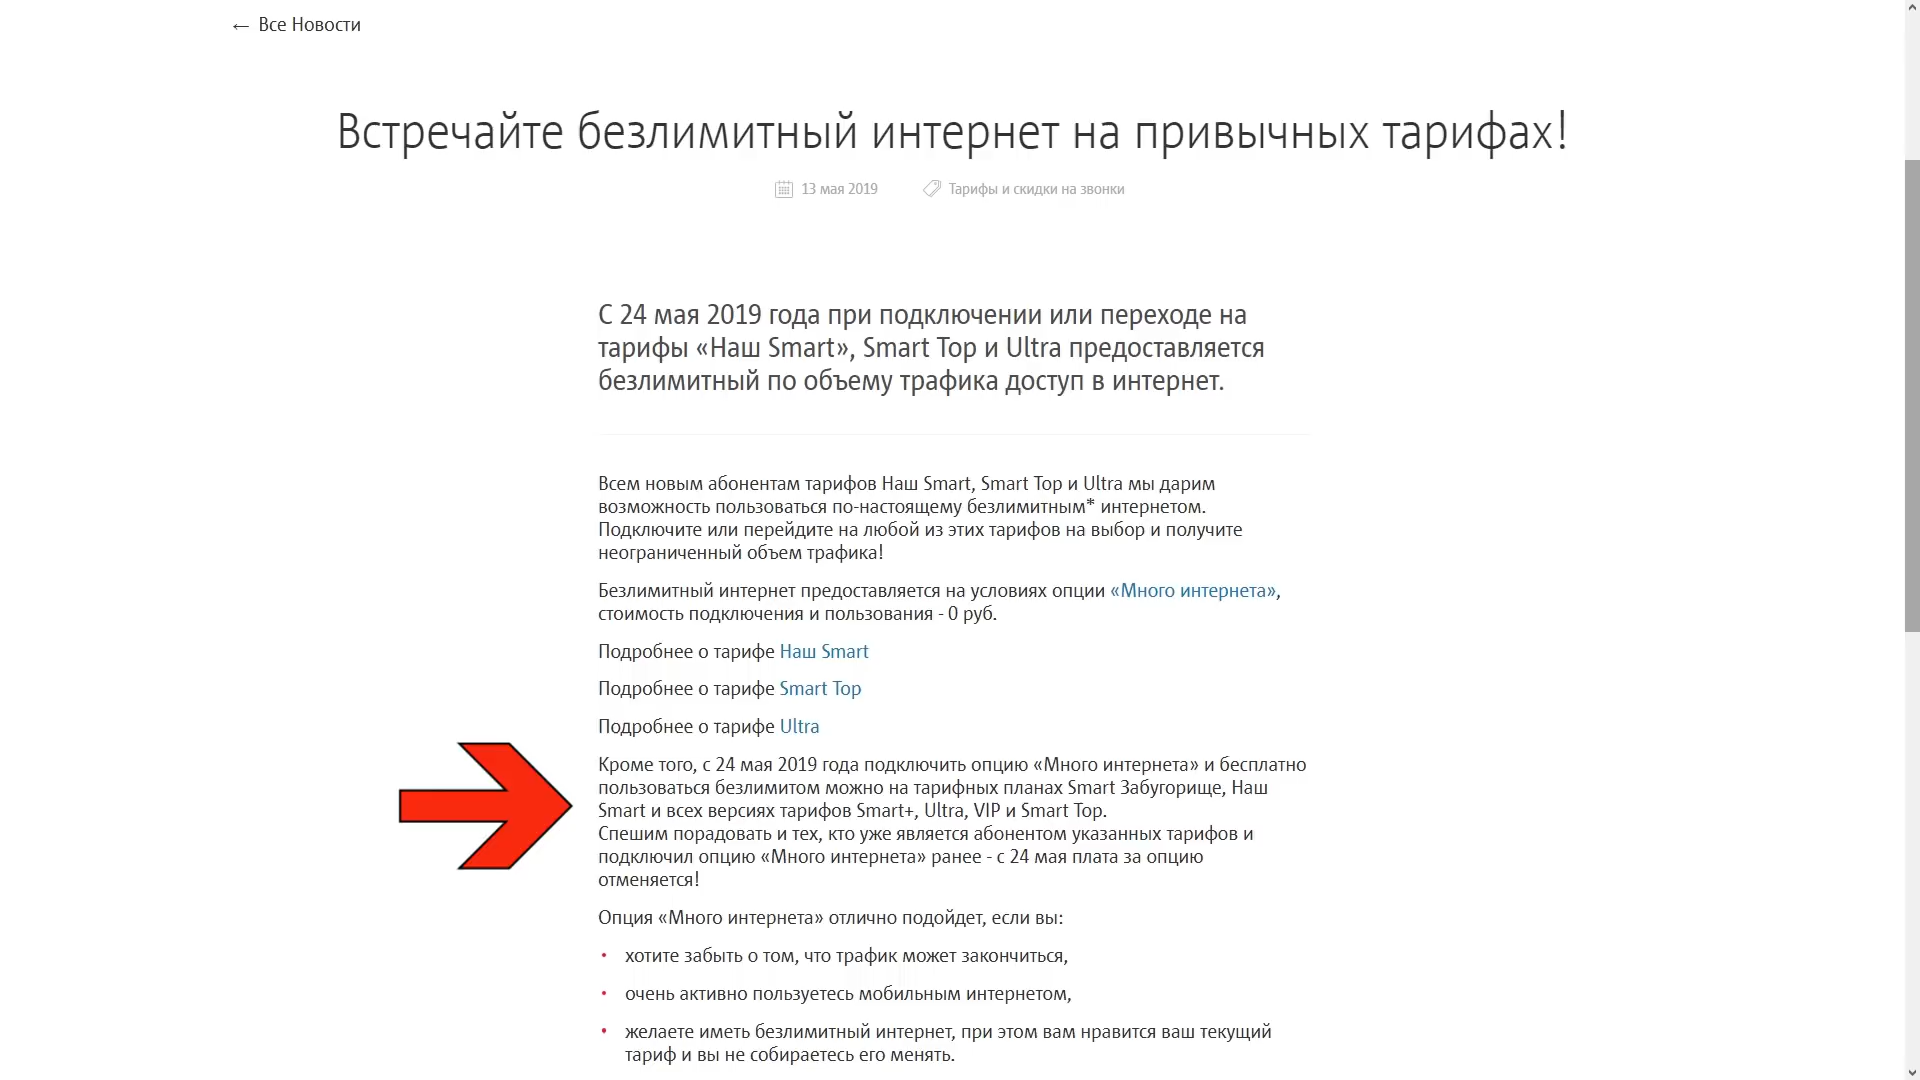 ← Все Новости
Встречайте безлимитный интернет на привычных тарифах!
13 мая 2019
Тарифы и скидки на звонки
С 24 мая 2019 года при подключении или переходе на
тарифы «Наш Smart», Smart Top и Ultra предоставляется
безлимитный по объему трафика доступ в интернет.
Всем новым абонентам тарифов Наш Smart, Smart Top и Ultra мы дарим
возможность пользоваться по-настоящему безлимитным* интернетом.
Подключите или перейдите на любой из этих тарифов на выбор и получите
неограниченный объем трафика!
Безлимитный интернет предоставляется на условиях опции «Много интернета»,
стоимость подключения и пользования - 0 руб.
Подробнее о тарифе Наш Smart
Подробнее о тарифе Smart Top
Подробнее о тарифе Ultra
Кроме того, с 24 мая 2019 года подключить опцию «Много интернета» и бесплатно
пользоваться безлимитом можно на тарифных планах Smart Забугорище, Наш
Smart и всех версиях тарифов Smart+, Ultra, VIP и Smart Top.
Спешим порадовать и тех, кто уже является абонентом указанных тарифов и
подключил опцию «Много интернета» ранее - с 24 мая плата за опцию
отменяется!
Опция «Много интернета» отлично подойдет, если вы:
• хотите забыть о том, что трафик может закончиться,
• очень активно пользуетесь мобильным интернетом,
• желаете иметь безлимитный интернет, при этом вам нравится ваш текущий
тариф и вы не собираетесь его менять.